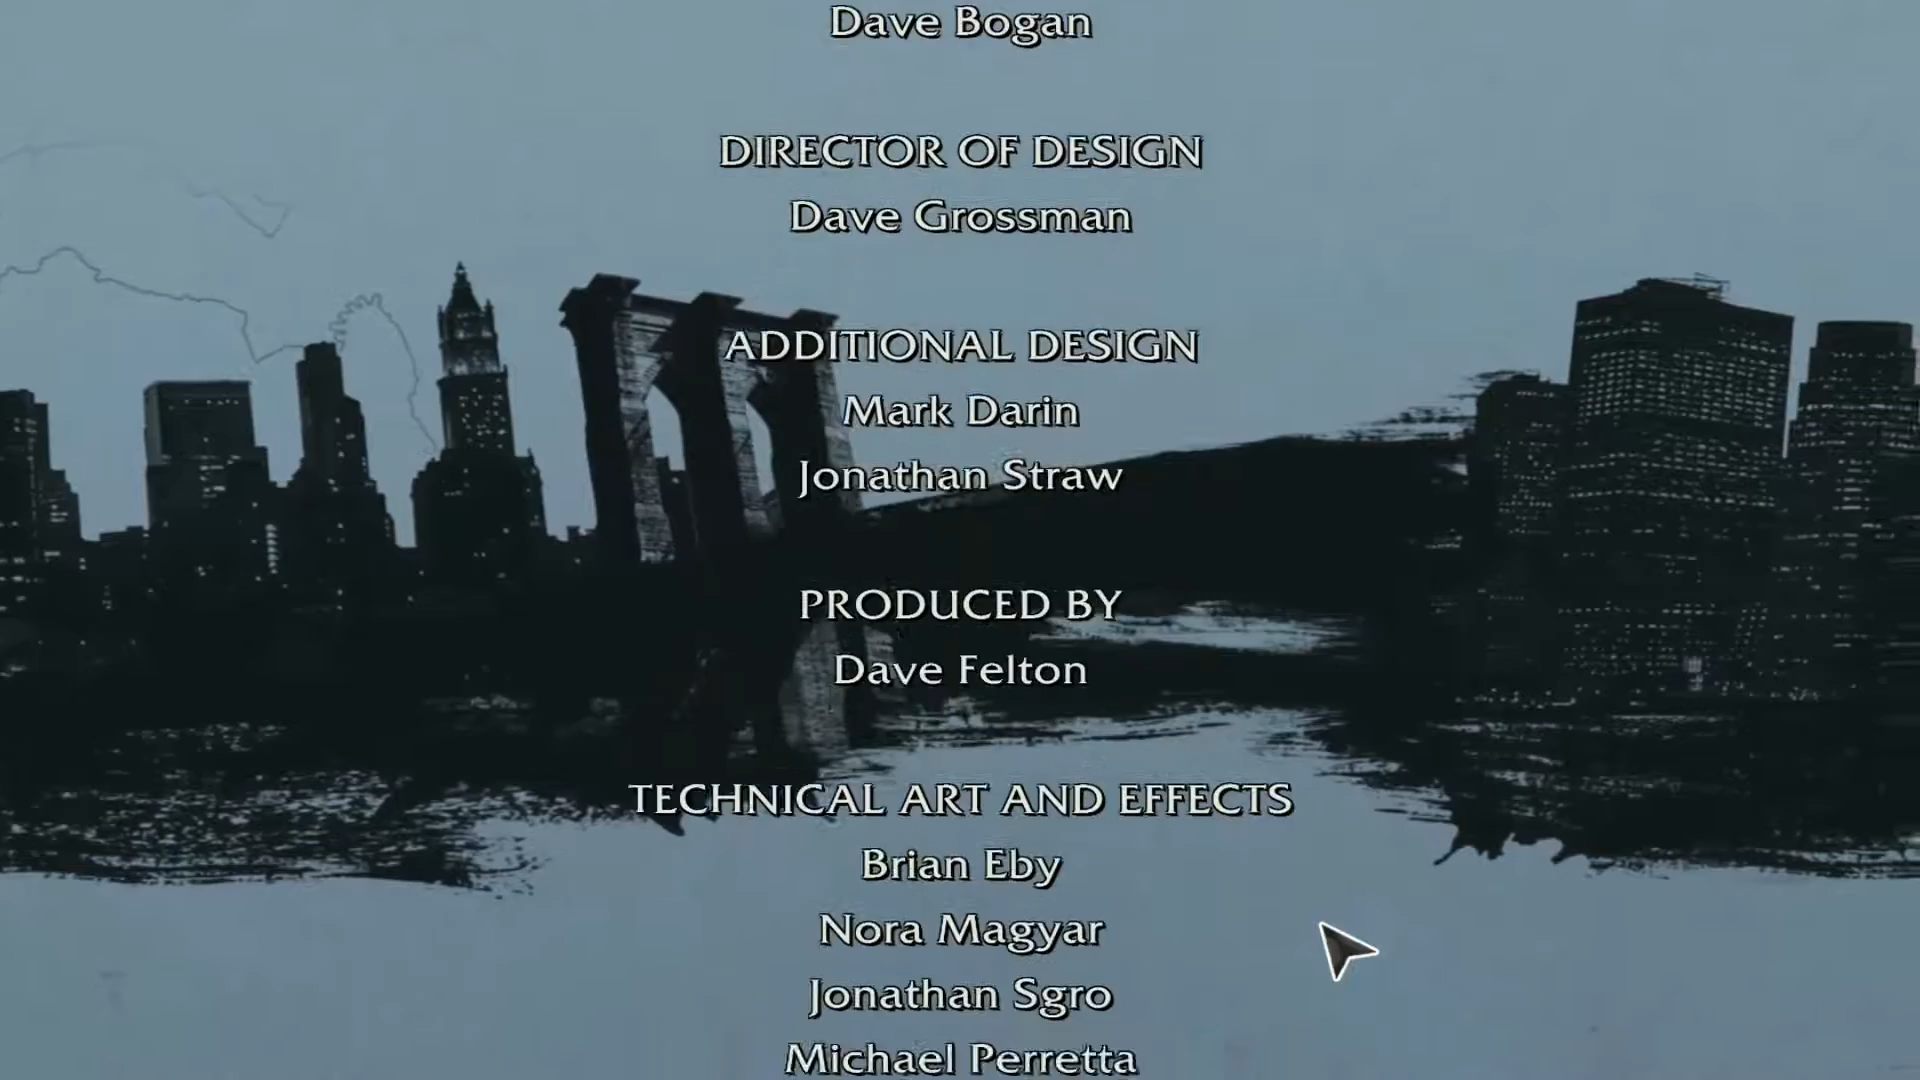 Dave Bogan
DIRECTOR OF DESIGN
Dave Grossman
ADDITIONAL DESIGN
Mark Darin
Jonathan Straw
PRODUCED BY
Dave Felton
TECHNICAL ART AND EFFECTS
Brian Eby
Nora Magyar
Jonathan Sgro
Michael Perretta